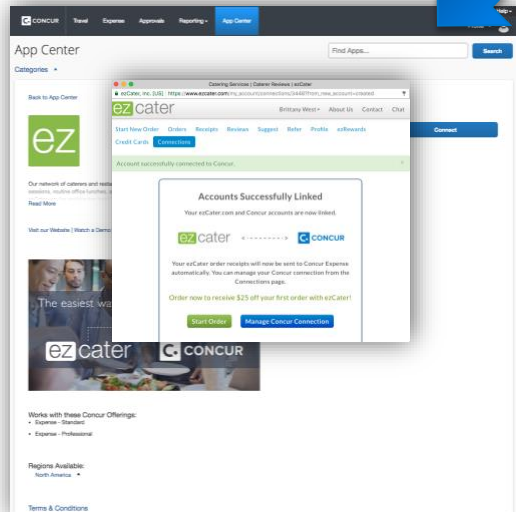 Help
CONCUR Travel Expense Approvals Reporting App Center
App Center
Find Apps...
Search
Categories
Back to App Center
ez
Our network of caterers and
Read More
Visit our Website | Watch a Demo
Connect
Catering Services | Caterer Reviews | ezCater
ezCater, Inc. [US] https://www.ezcater.com/
ezcater
Brittany West About Us Contact Chat
Start New Order Orders Receipts Reviews Suggest Refer Profile ezRewards
Credit Cards Connections
Account successfully connected to Concur.
Accounts Successfully Linked
Your ezCater.com and Concur accounts are now linked.
ezcater CONCUR
Your ezCater order receipts will now be sent to Concur Expense
automatically. You can manage your Concur connection from the
Connections page.
Order now to receive $25 off your first order with ezCater!
Start Order Manage Concur Connection
The easiest wa
ezcater CONCUR
Works with these Concur Offerings:
• Expense - Standard
• Expense - Professional
Regions Available:
North America
Terms & Conditions